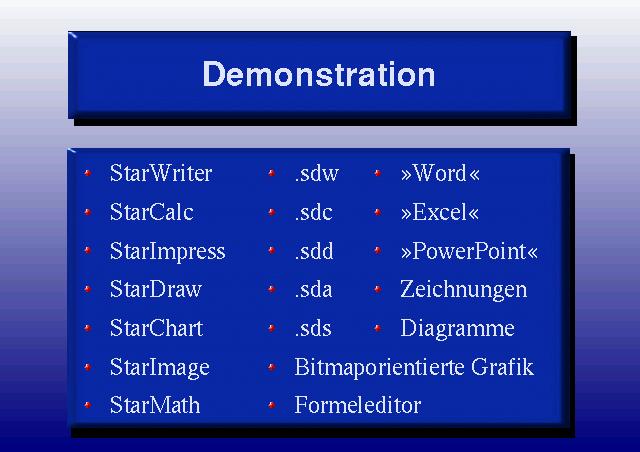 Demonstration
StarWriter .sdw »Word«
StarCalc .sdc »Excel«
StarImpress .sdd »PowerPoint«
StarDraw .sda Zeichnungen
StarChart .sds Diagramme
StarImage Bitmaporientierte Grafik
StarMath Formeleditor